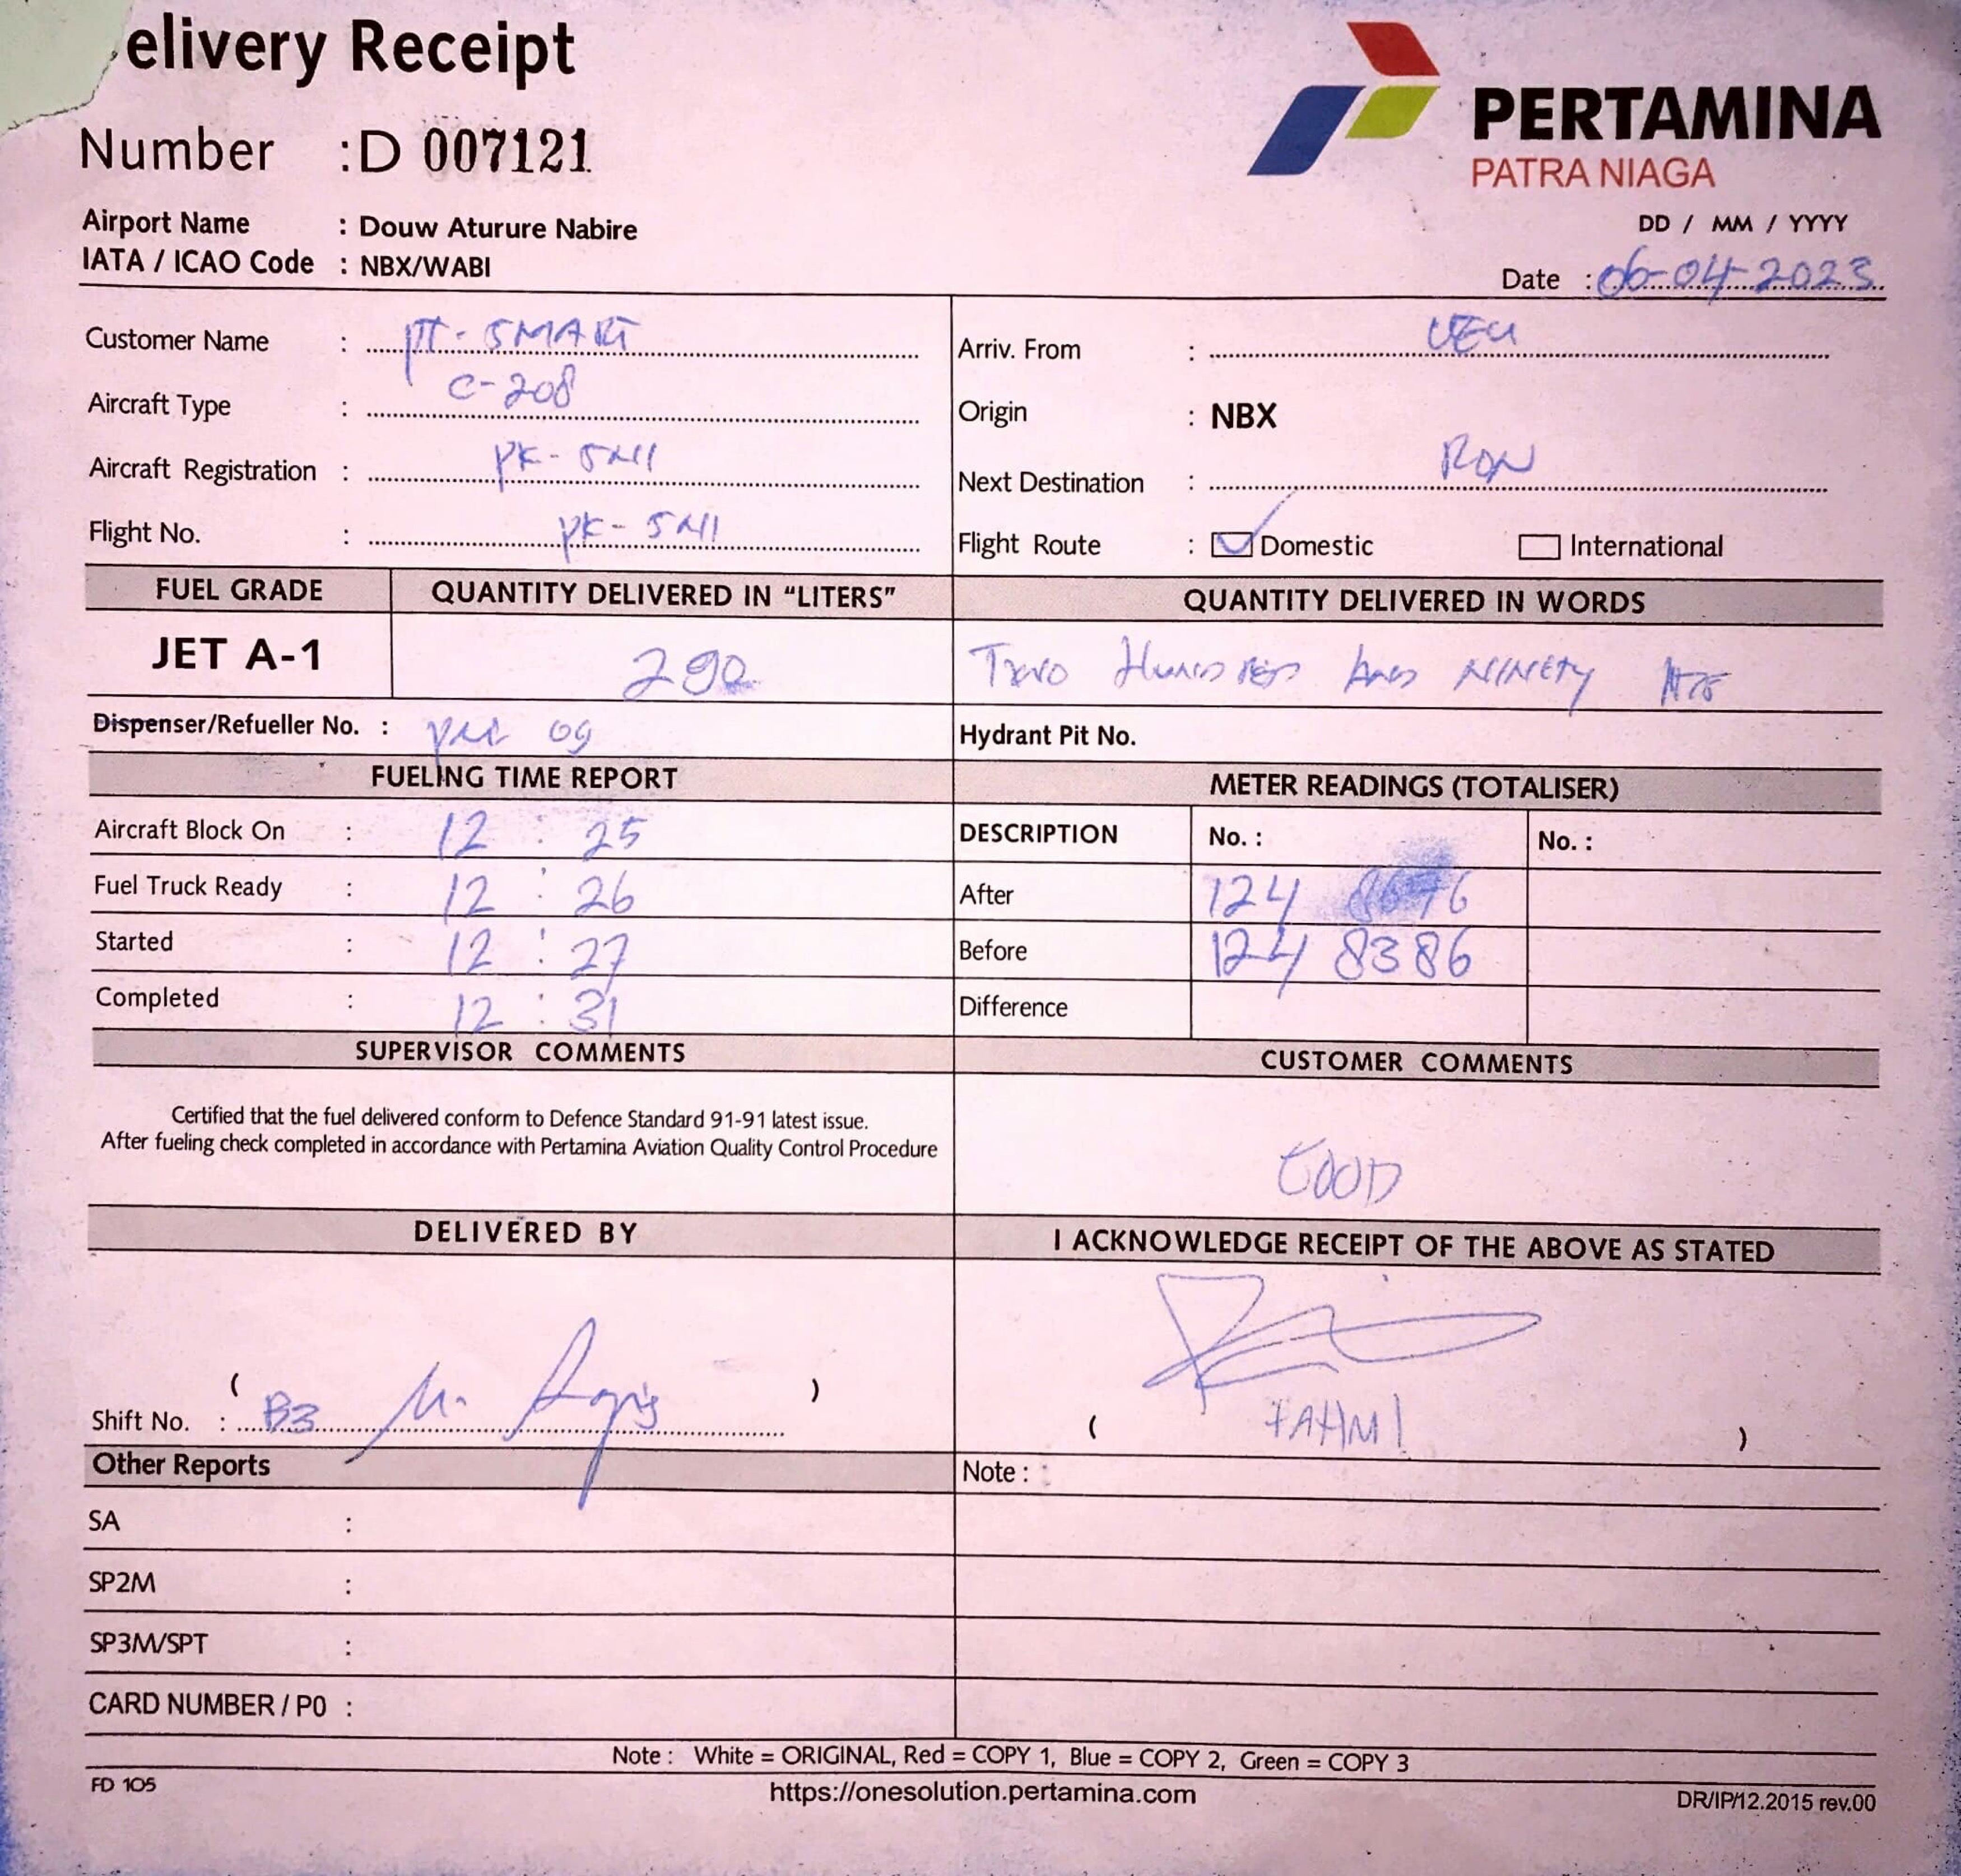 elivery Receipt
PERTAMINA
PATRA NIAGA
Number : D 007121
Airport Name : Douw Aturure Nabire
DD / MM / YYYY
IATA / ICAO Code : NBX/WABI
Date : 06-04-2023
Customer Name : PT-SMART
Arriv. From :
Aircraft Type : C-208
Origin : NBX
Aircraft Registration : PK-
Next Destination : RON
Flight No. : PK-
Flight Route : Domestic International
FUEL GRADE QUANTITY DELIVERED IN “LITERS” QUANTITY DELIVERED IN WORDS
JET A-1 290 Two Hundred And NINETY
Dispenser/Refueller No. : 09
Hydrant Pit No.
FUELING TIME REPORT METER READINGS (TOTALISER)
Aircraft Block On : 12 : 25
DESCRIPTION No. : No. :
Fuel Truck Ready : 12 : 26
After 124 8676
Started : 12 : 27
Before 124 8386
Completed : 12 : 31
Difference
SUPERVISOR COMMENTS CUSTOMER COMMENTS
Certified that the fuel delivered conform to Defence Standard 91-91 latest issue.
After fueling check completed in accordance with Pertamina Aviation Quality Control Procedure
GOOD
DELIVERED BY I ACKNOWLEDGE RECEIPT OF THE ABOVE AS STATED
( )
Shift No. : B3
( FAHMI )
Other Reports
Note :
SA :
SP2M :
SP3M/SPT :
CARD NUMBER / PO :
Note : White = ORIGINAL, Red = COPY 1, Blue = COPY 2, Green = COPY 3
FD 105
https://onesolution.pertamina.com
DR/IP/12.2015 rev.00